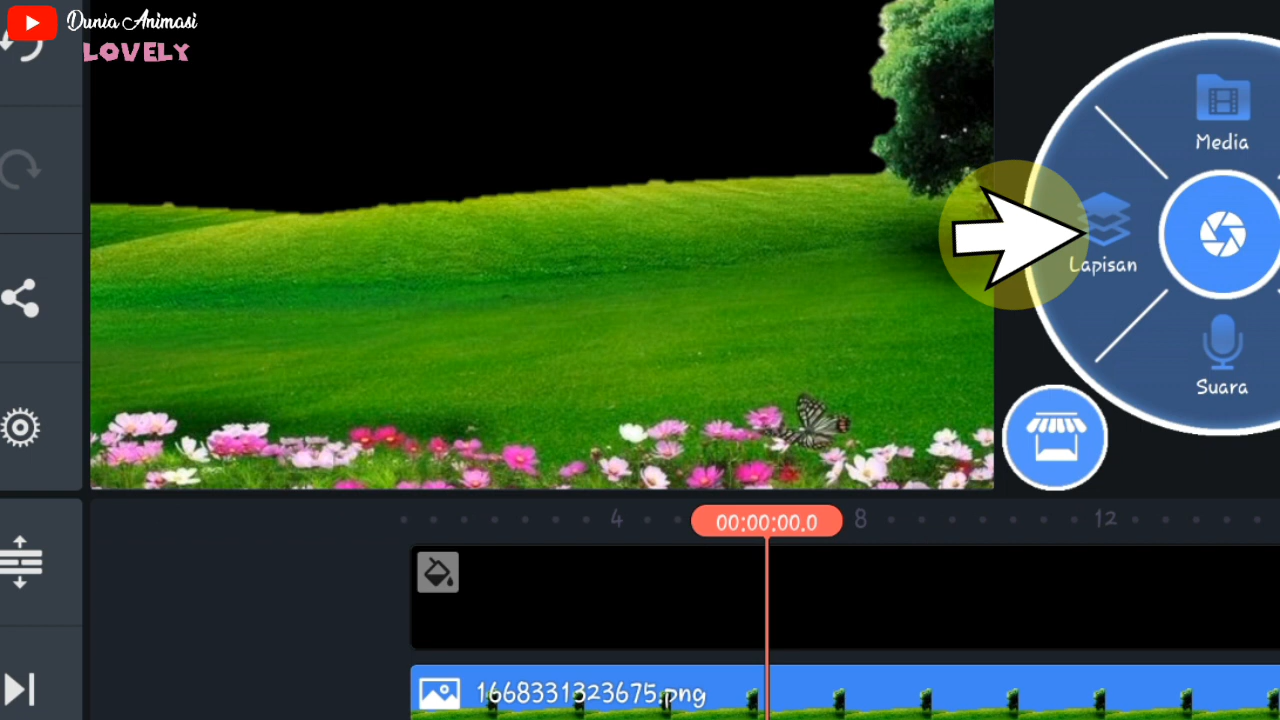 Dunia Animasi
LOVELY
Media
Lapisan
Suara
4
00:00:00.0
8
12
1668331323675.png